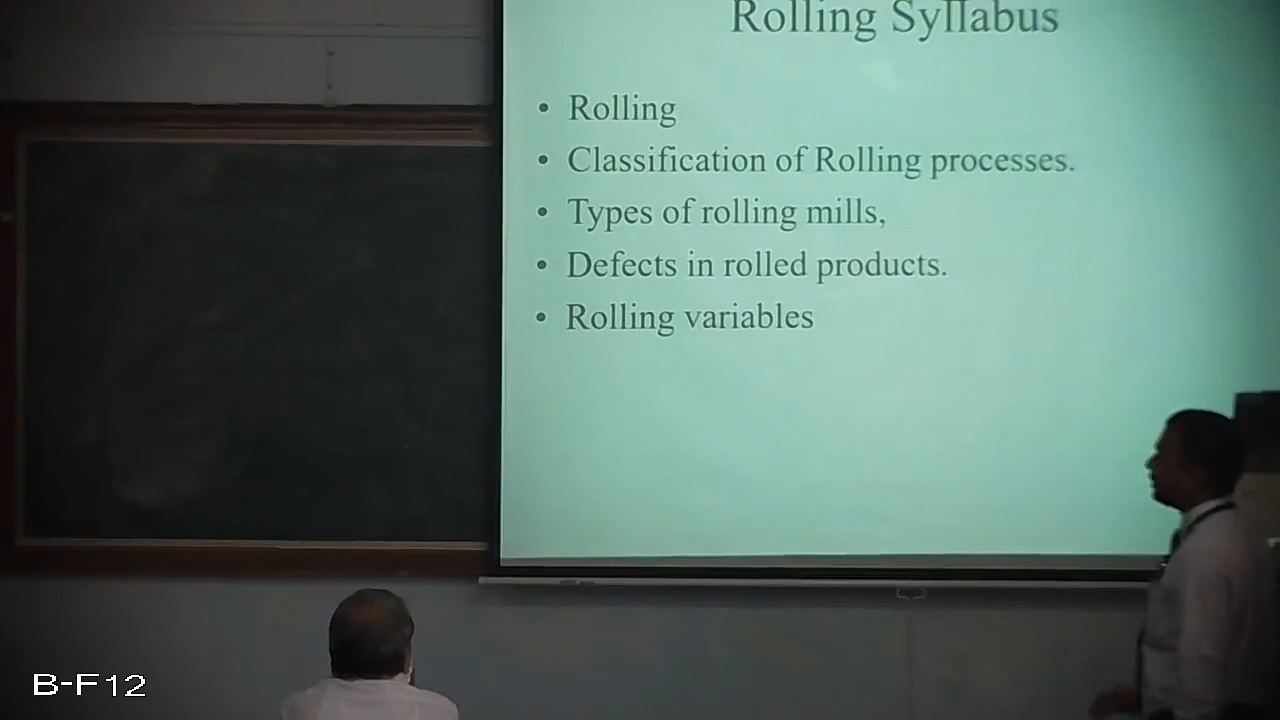 Rolling Syllabus
• Rolling
• Classification of Rolling processes.
• Types of rolling mills,
• Defects in rolled products.
• Rolling variables
B-F12